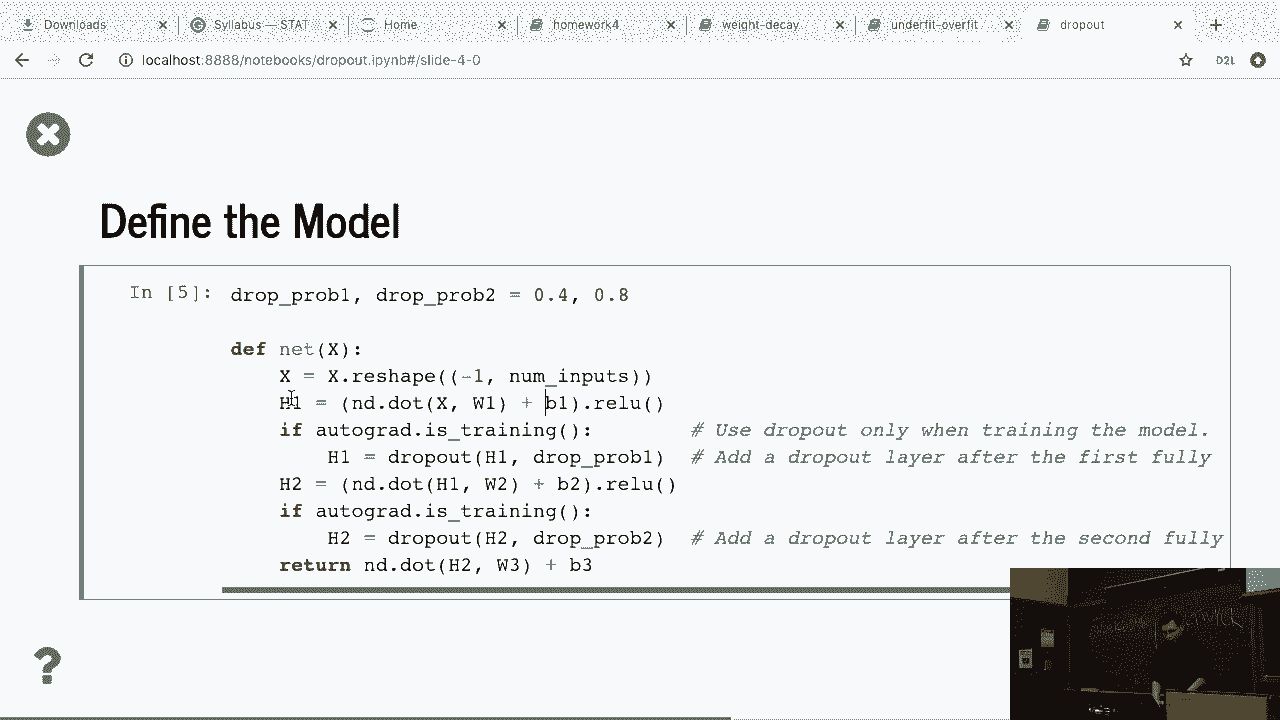 Downloads
Syllabus — STAT
Home
homework4
weight-decay
underfit-overfit
dropout
localhost:8888/notebooks/dropout.ipynb#/slide-4-0
D2L
Define the Model
In [5]: drop_prob1, drop_prob2 = 0.4, 0.8
def net(X):
X = X.reshape((-1, num_inputs))
H1 = (nd.dot(X, W1) + b1).relu()
if autograd.is_training(): # Use dropout only when training the model.
H1 = dropout(H1, drop_prob1) # Add a dropout layer after the first fully
H2 = (nd.dot(H1, W2) + b2).relu()
if autograd.is_training():
H2 = dropout(H2, drop_prob2) # Add a dropout layer after the second fully
return nd.dot(H2, W3) + b3
?